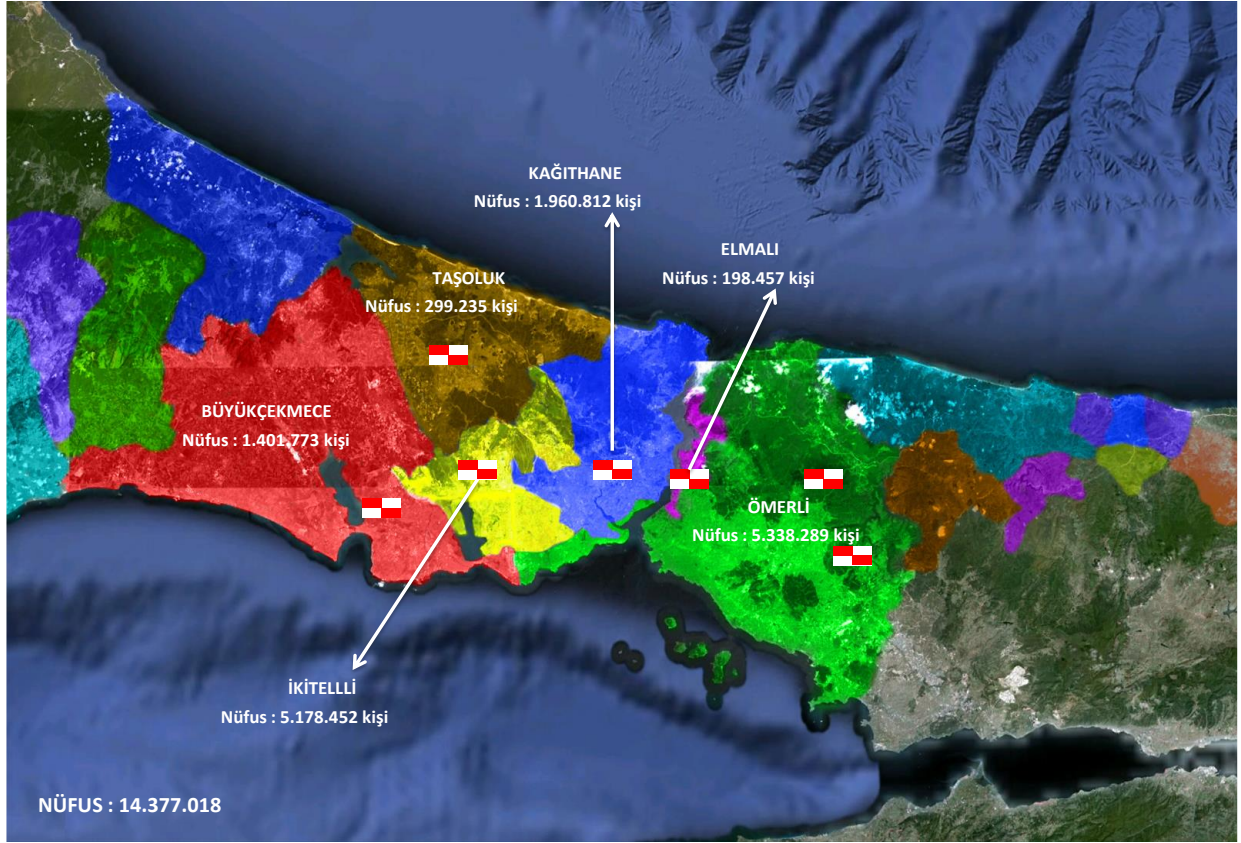 KAĞITHANE
Nüfus : 1.960.812 kişi
ELMALI
Nüfus : 198.457 kişi
TAŞOLUK
Nüfus : 299.235 kişi
BÜYÜKÇEKMECE
Nüfus : 1.401.773 kişi
ÖMERLİ
Nüfus : 5.338.289 kişi
İKİTELLLİ
Nüfus : 5.178.452 kişi
NÜFUS : 14.377.018